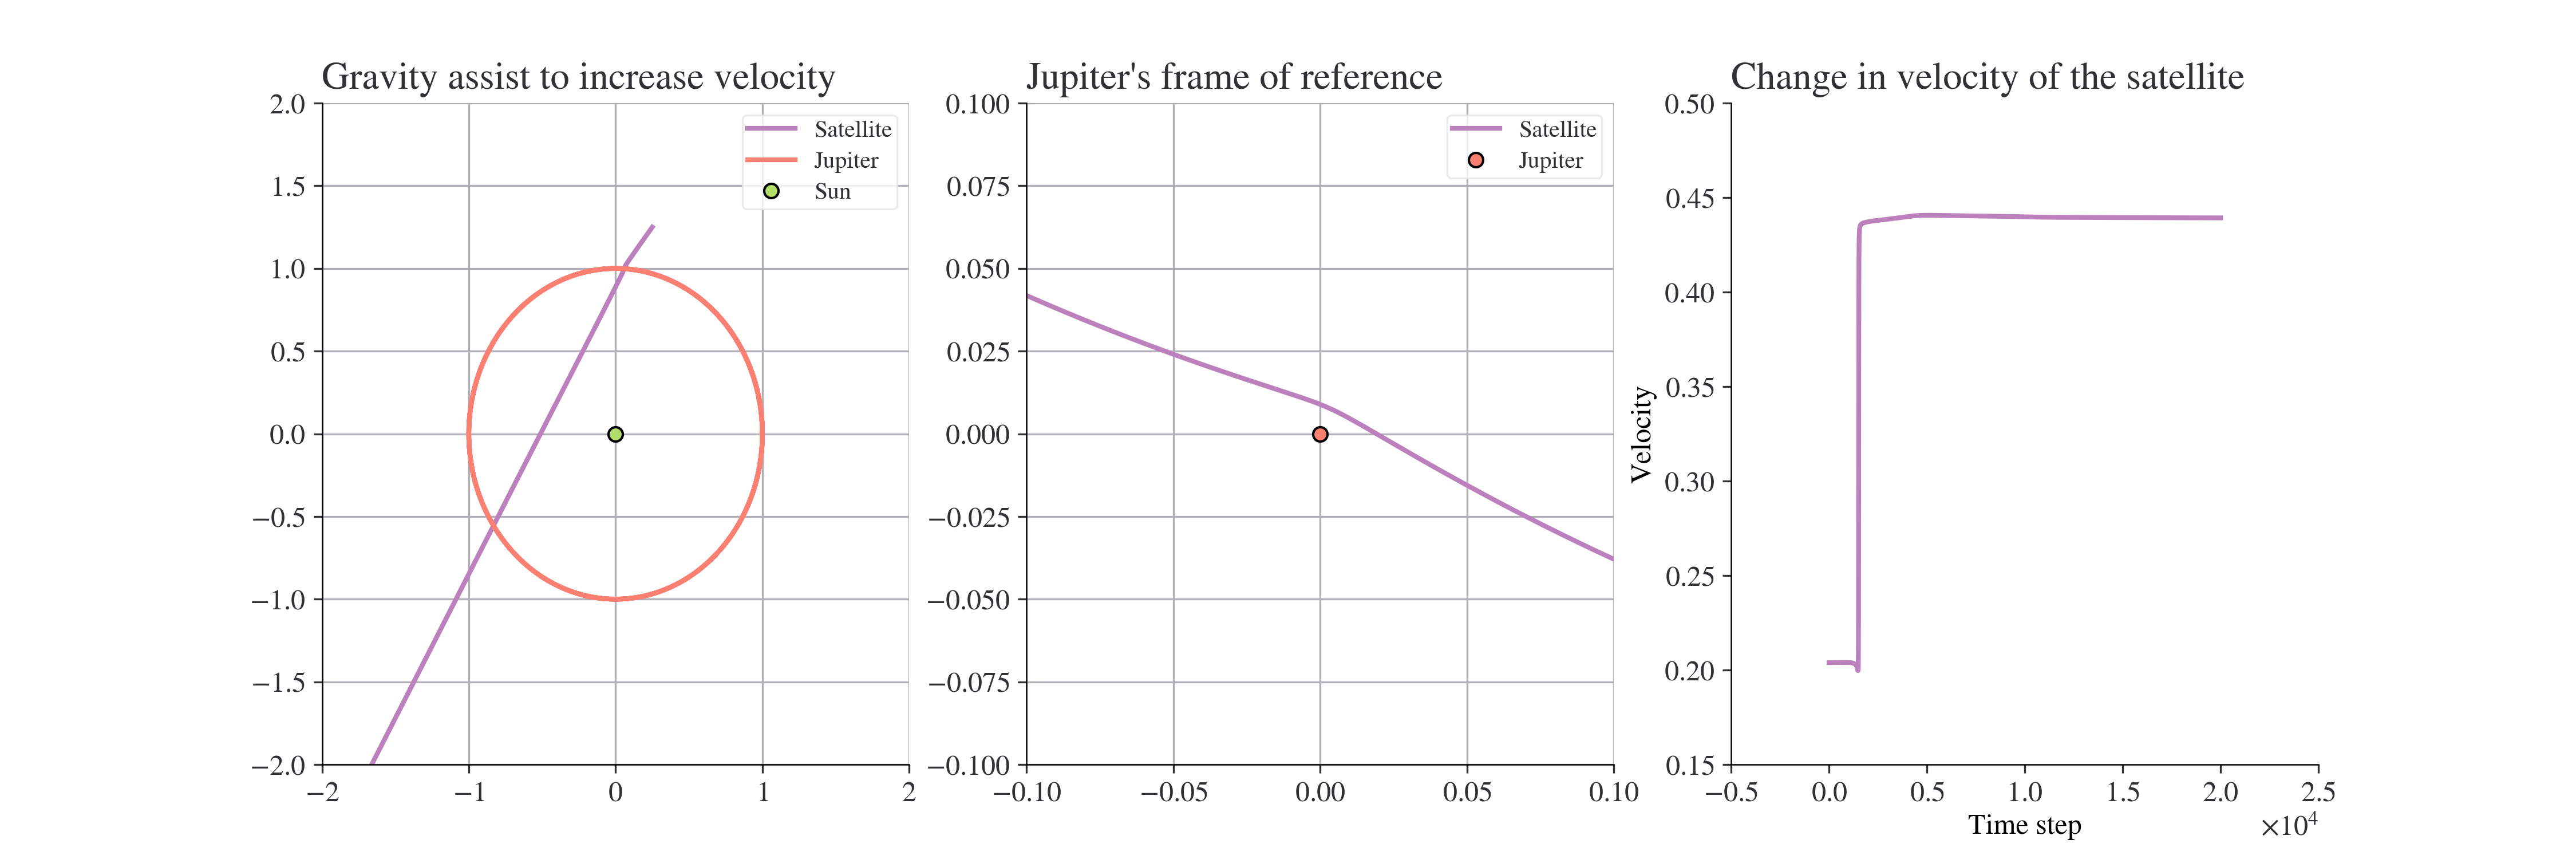 Gravity assist to increase velocity
2.0
1.5
1.0
0.5
0.0
−0.5
−1.0
−1.5
−2.0
−2 −1 0 1 2
Satellite
Jupiter
Sun
Jupiter's frame of reference
0.100
0.075
0.050
0.025
0.000
−0.025
−0.050
−0.075
−0.100
−0.10 −0.05 0.00 0.05 0.10
Satellite
Jupiter
Change in velocity of the satellite
Velocity
0.50
0.45
0.40
0.35
0.30
0.25
0.20
0.15
−0.5 0.0 0.5 1.0 1.5 2.0 2.5
Time step
×10⁴